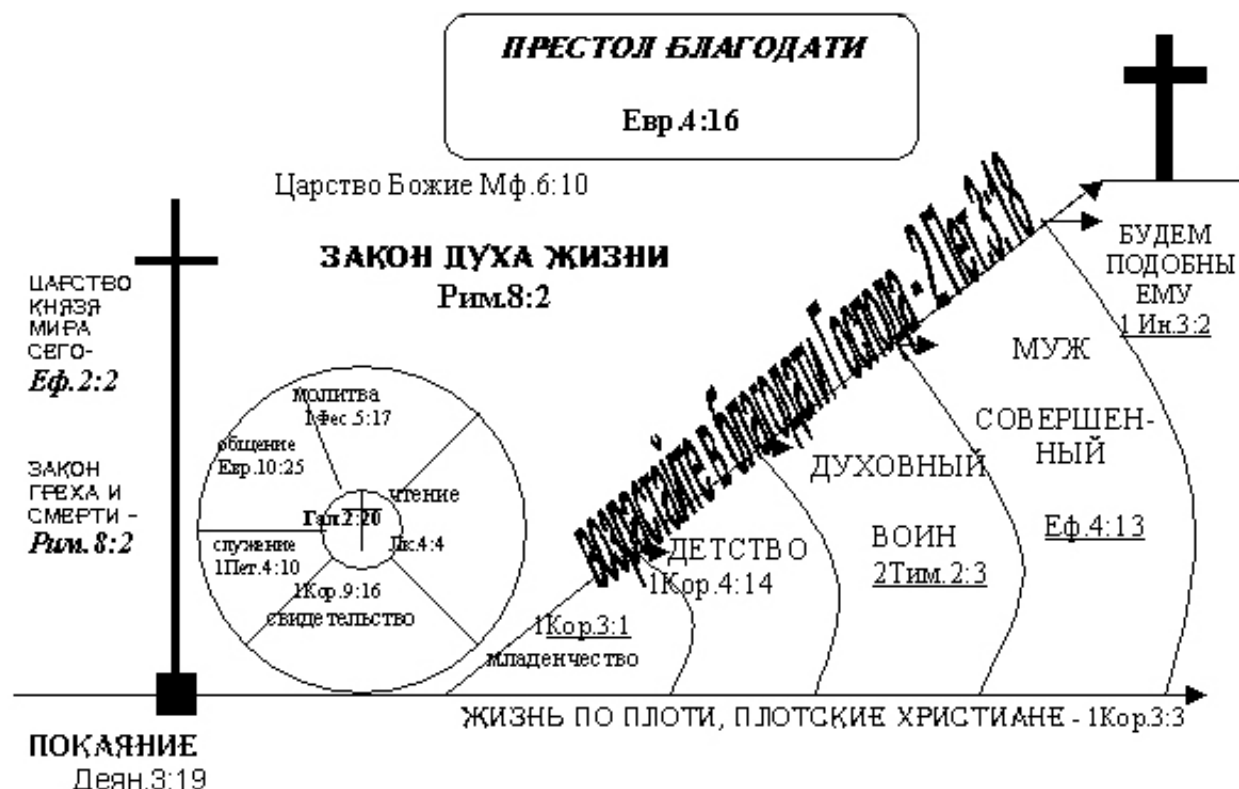 ПРЕСТОЛ БЛАГОДАТИ
Евр.4:16
Царство Божие Мф.6:10
ЗАКОН ДУХА ЖИЗНИ
Рим.8:2
ЦАРСТВО
КНЯЗЯ
МИРА
СЕГО-
Еф.2:2
ЗАКОН
ГРЕХА И
СМЕРТИ -
Рим.8:2
молитва
1Фес.5:17
общение
Евр.10:25
чтение
Гал.2:20
Лк.4:4
служение
1Пет.4:10
1Кор.9:16
свидетельство
возрастайте в благодати Господа - 2.Пет.3:18
БУДЕМ
ПОДОБНЫ
ЕМУ
1 Ин.3:2
МУЖ
СОВЕРШЕН-
НЫЙ
Еф.4:13
ДУХОВНЫЙ
ВОИН
2Тим.2:3
ДЕТСТВО
1Кор.4:14
1Кор.3:1
младенчество
ЖИЗНЬ ПО ПЛОТИ, ПЛОТСКИЕ ХРИСТИАНЕ - 1Кор.3:3
ПОКАЯНИЕ
Деян.3:19